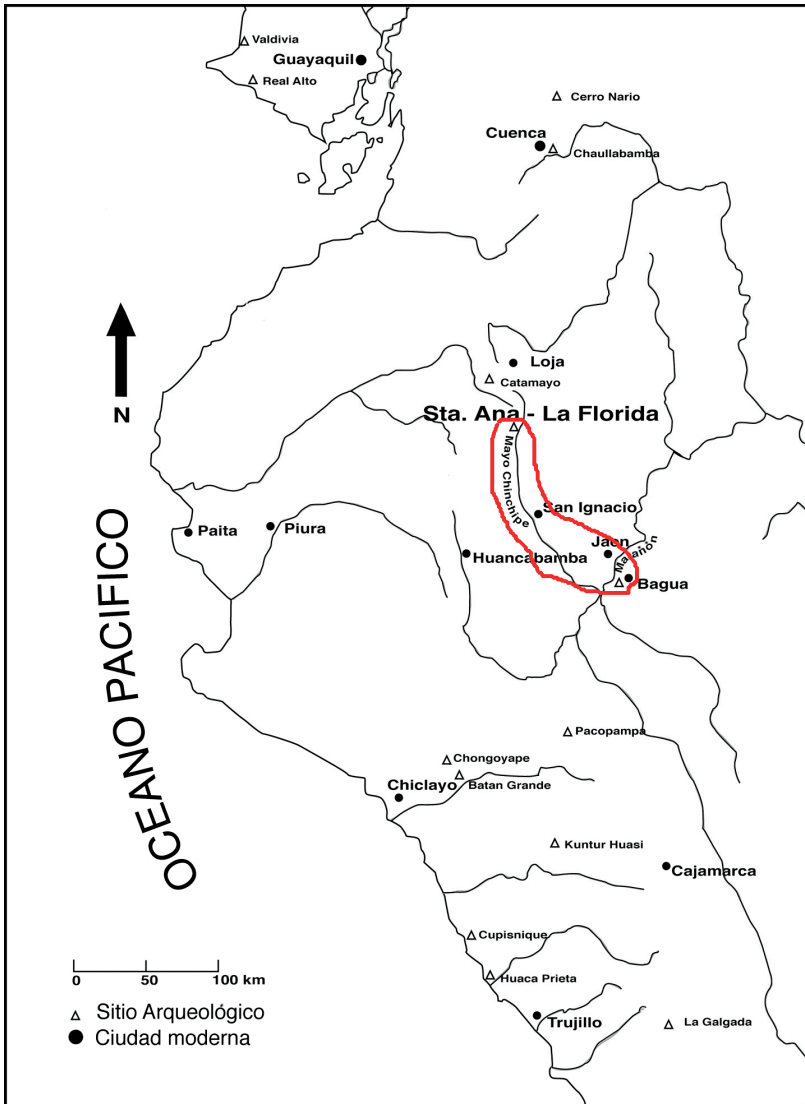 Valdivia
Guayaquil
Real Alto
Cerro Nario
Cuenca
Chaullabamba
N
Loja
Catamayo
Sta. Ana - La Florida
Mayo Chinchipe
San Ignacio
Paita
Piura
Huancabamba
Jaen
Marañón
Bagua
OCEANO PACIFICO
Pacopampa
Chongoyape
Chiclayo
Batan Grande
Kuntur Huasi
Cajamarca
Cupisnique
Huaca Prieta
Trujillo
La Galgada
0 50 100 km
Sitio Arqueológico
Ciudad moderna